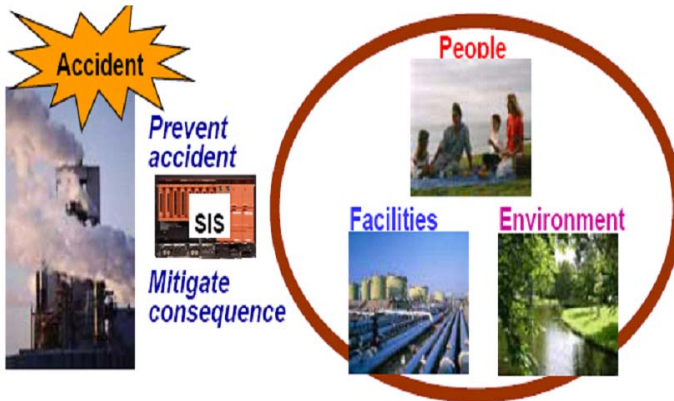 Accident
Prevent
accident
SIS
Mitigate
consequence
People
Facilities
Environment